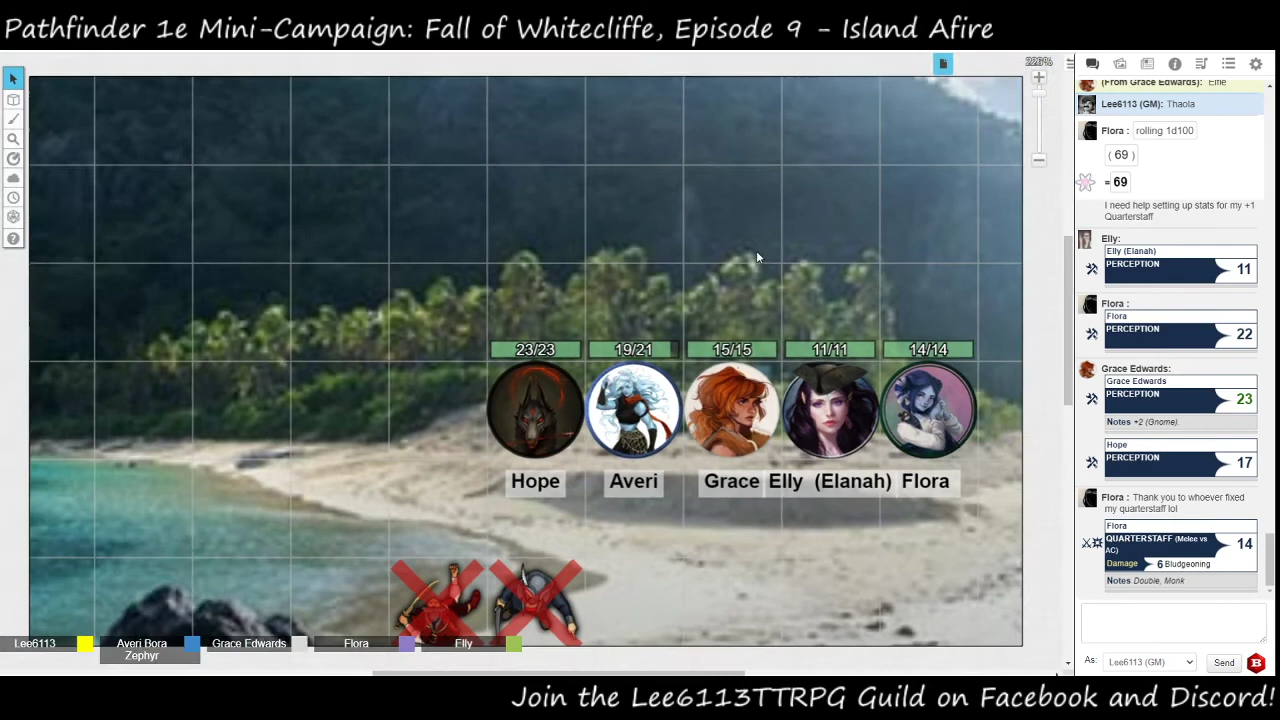 Pathfinder 1e Mini-Campaign: Fall of Whitecliffe, Episode 9 - Island Afire
226%
23/23
19/21
15/15
11/11
14/14
Hope
Averi
Grace
Elly (Elanah)
Flora
Lee6113
Averi Bora
Zephyr
Grace Edwards
Flora
Elly
(From Grace Edwards): Effie
Lee6113 (GM): Thaola
Flora : rolling 1d100
( 69 )
= 69
I need help setting up stats for my +1
Quarterstaff
Elly:
Elly (Elanah)
PERCEPTION 11
Flora :
Flora
PERCEPTION 22
Grace Edwards:
Grace Edwards
PERCEPTION 23
Notes +2 (Gnome).
Hope
PERCEPTION 17
Flora : Thank you to whoever fixed
my quarterstaff lol
Flora
QUARTERSTAFF (Melee vs
AC) 14
Damage 6 Bludgeoning
Notes Double, Monk
As: Lee6113 (GM) Send
Join the Lee6113TTRPG Guild on Facebook and Discord!